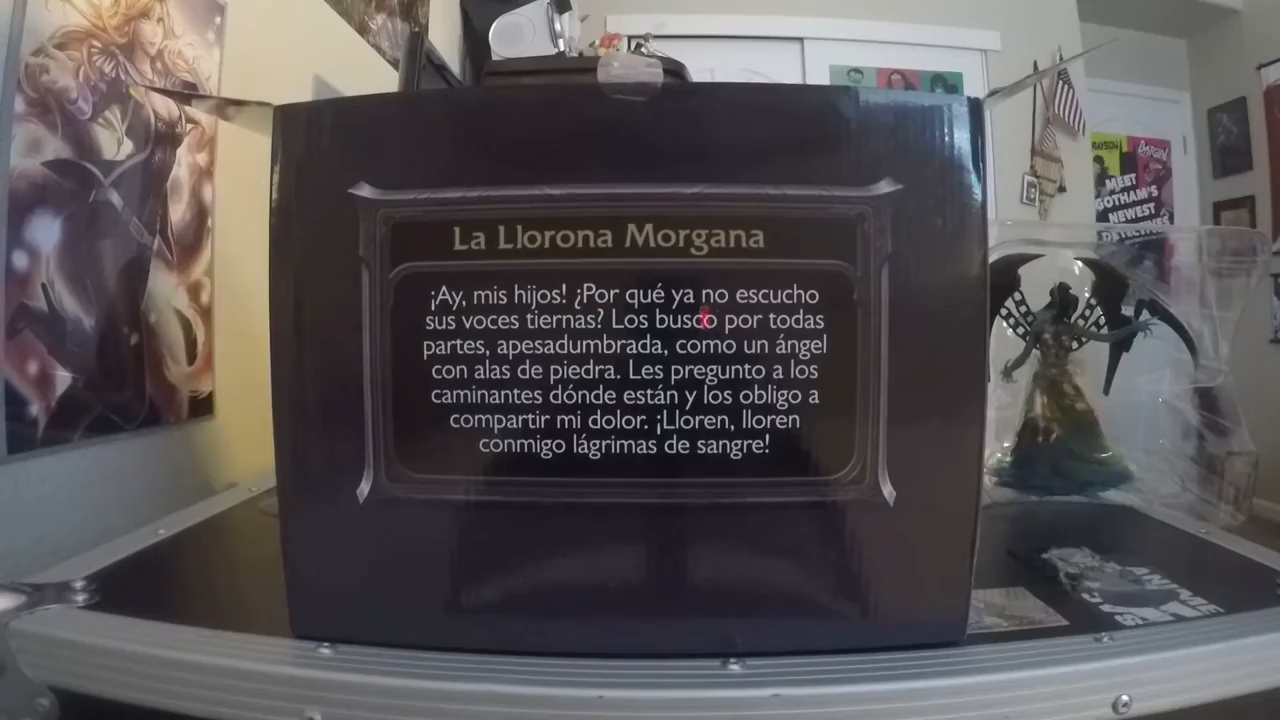 La Llorona Morgana
¡Ay, mis hijos! ¿Por qué ya no escucho
sus voces tiernas? Los busco por todas
partes, apesadumbrada, como un ángel
con alas de piedra. Les pregunto a los
caminantes dónde están y los obligo a
compartir mi dolor. ¡Lloren, lloren
conmigo lágrimas de sangre!
BATGIRL
MEET
GOTHAM'S
NEWEST
DETECTIVES